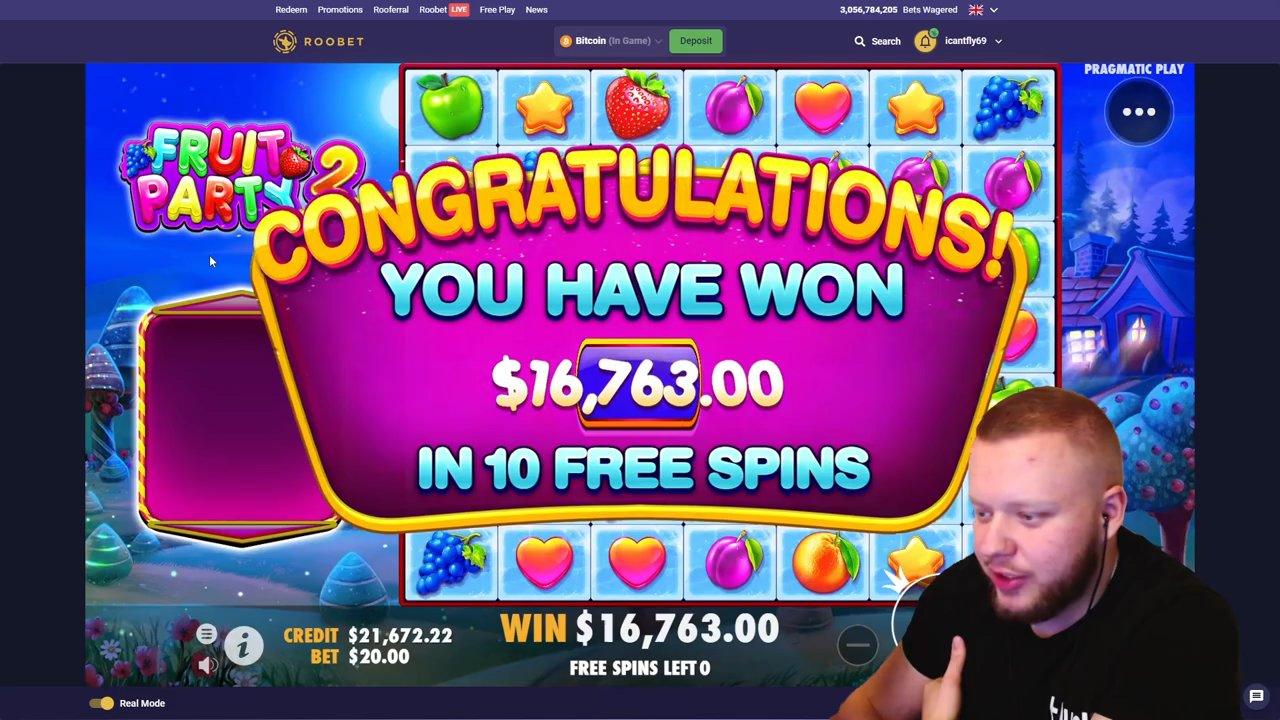 Redeem Promotions Rooferral Roobet LIVE Free Play News 3,056,784,205 Bets Wagered
ROOBET Bitcoin (In Game) Deposit Search icantfly69
PRAGMATIC PLAY
FRUIT
PARTY 2
CONGRATULATIONS!
YOU HAVE WON
$16,763.00
IN 10 FREE SPINS
CREDIT $21,672.22
BET $20.00
WIN $16,763.00
FREE SPINS LEFT 0
Real Mode